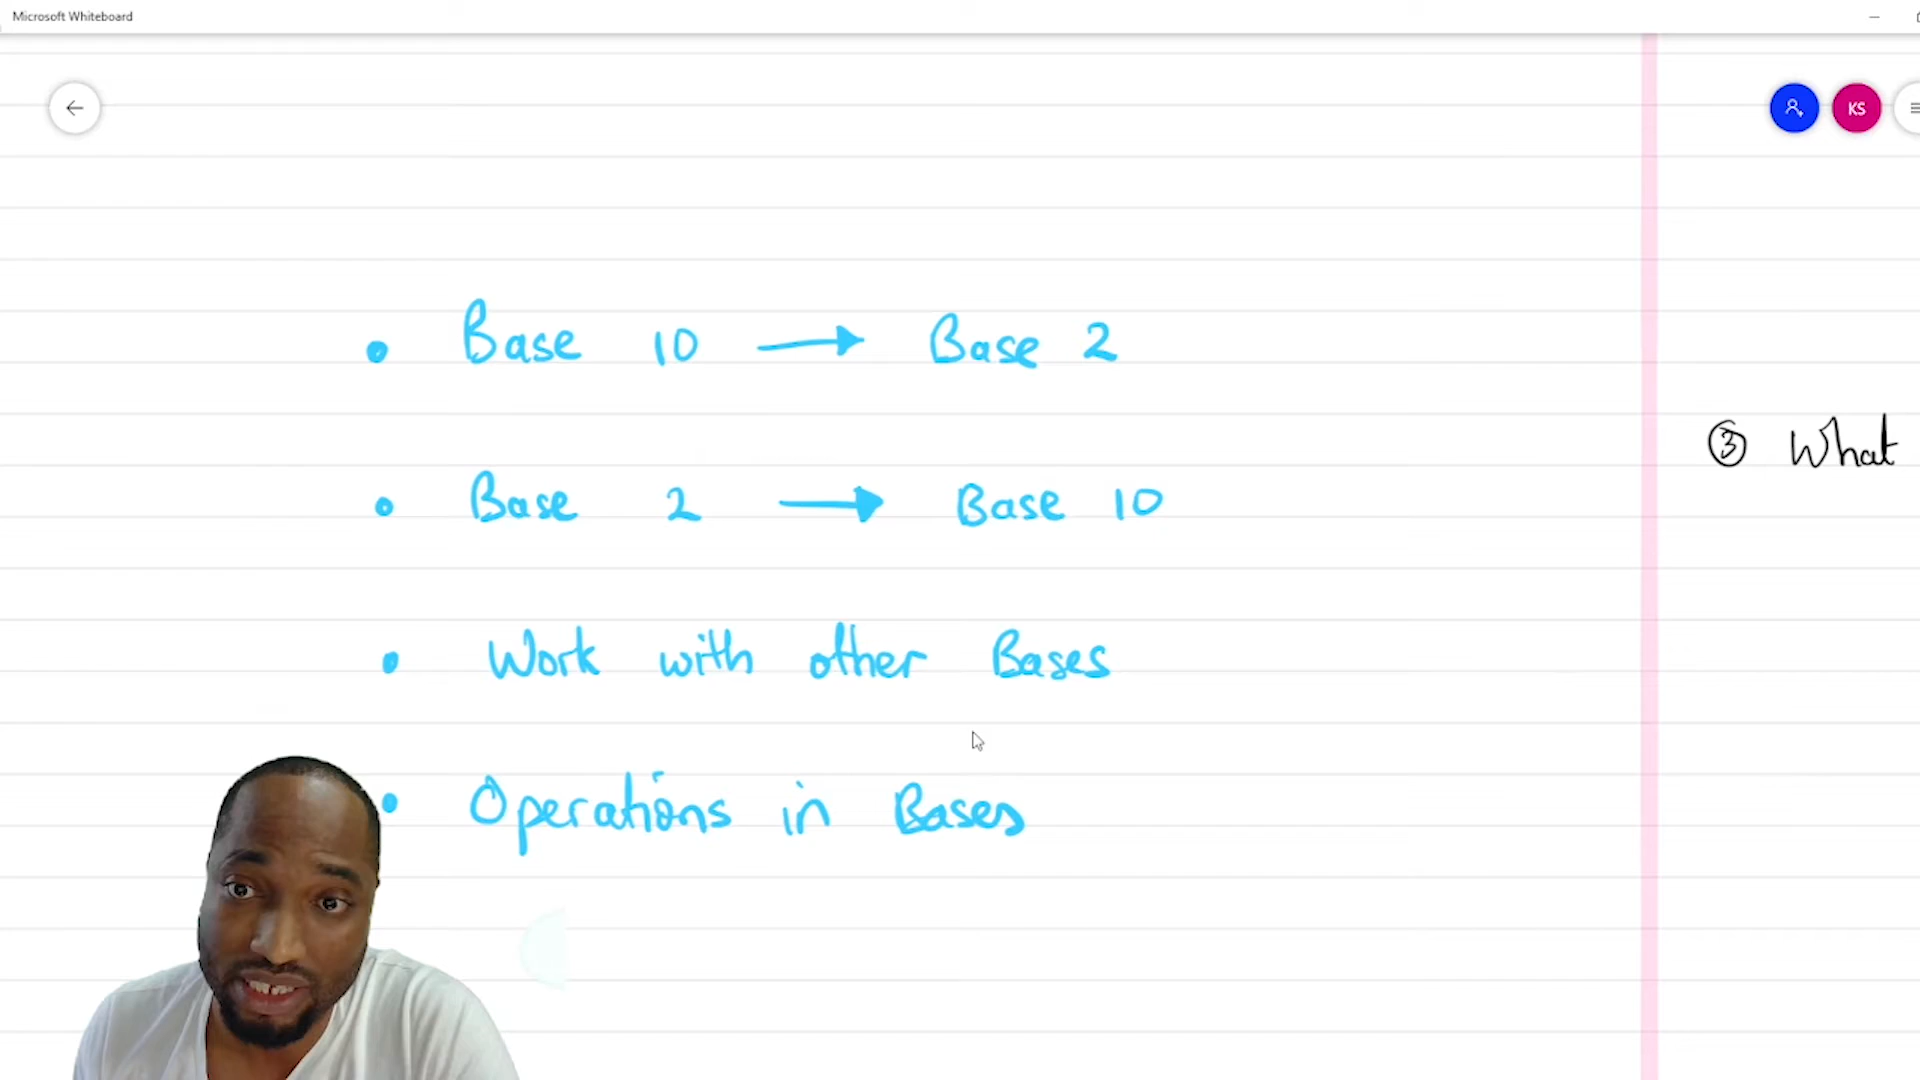 Microsoft Whiteboard
KS
• Base 10 → Base 2
③ What
• Base 2 → Base 10
• Work with other Bases
• Operations in Bases